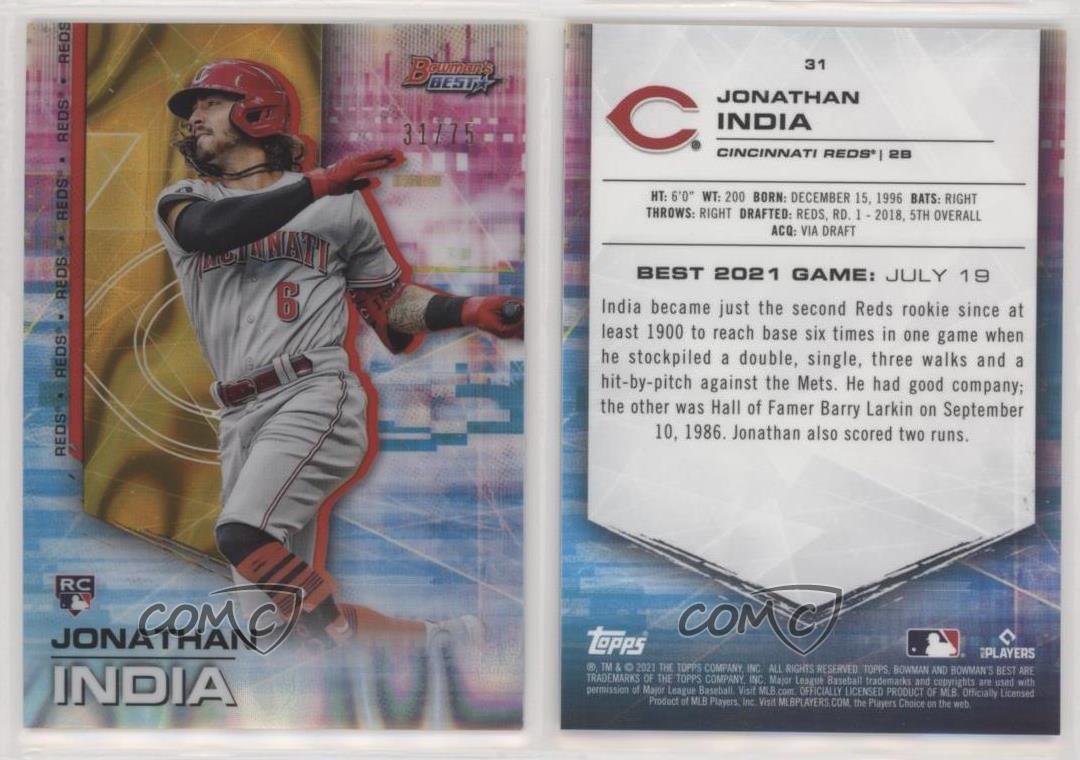 REDS® • REDS® • REDS® • REDS® • REDS® • REDS
Bowman's
BEST
31/75
CINCINNATI
6
RC
JONATHAN
INDIA
COMC
31
JONATHAN
INDIA
CINCINNATI REDS® | 2B
HT: 6'0" WT: 200 BORN: DECEMBER 15, 1996 BATS: RIGHT
THROWS: RIGHT DRAFTED: REDS, RD. 1 - 2018, 5TH OVERALL
ACQ: VIA DRAFT
BEST 2021 GAME: JULY 19
India became just the second Reds rookie since at
least 1900 to reach base six times in one game when
he stockpiled a double, single, three walks and a
hit-by-pitch against the Mets. He had good company;
the other was Hall of Famer Barry Larkin on September
10, 1986. Jonathan also scored two runs.
COMC
Topps
PLAYERS
®, TM & © 2021 THE TOPPS COMPANY, INC. ALL RIGHTS RESERVED. TOPPS, BOWMAN AND BOWMAN'S BEST ARE
TRADEMARKS OF THE TOPPS COMPANY, INC. Major League Baseball trademarks and copyrights are used with
permission of Major League Baseball. Visit MLB.com. OFFICIALLY LICENSED PRODUCT OF MLB. Officially Licensed
Product of MLB Players, Inc. Visit MLBPLAYERS.COM, the Players Choice on the web.